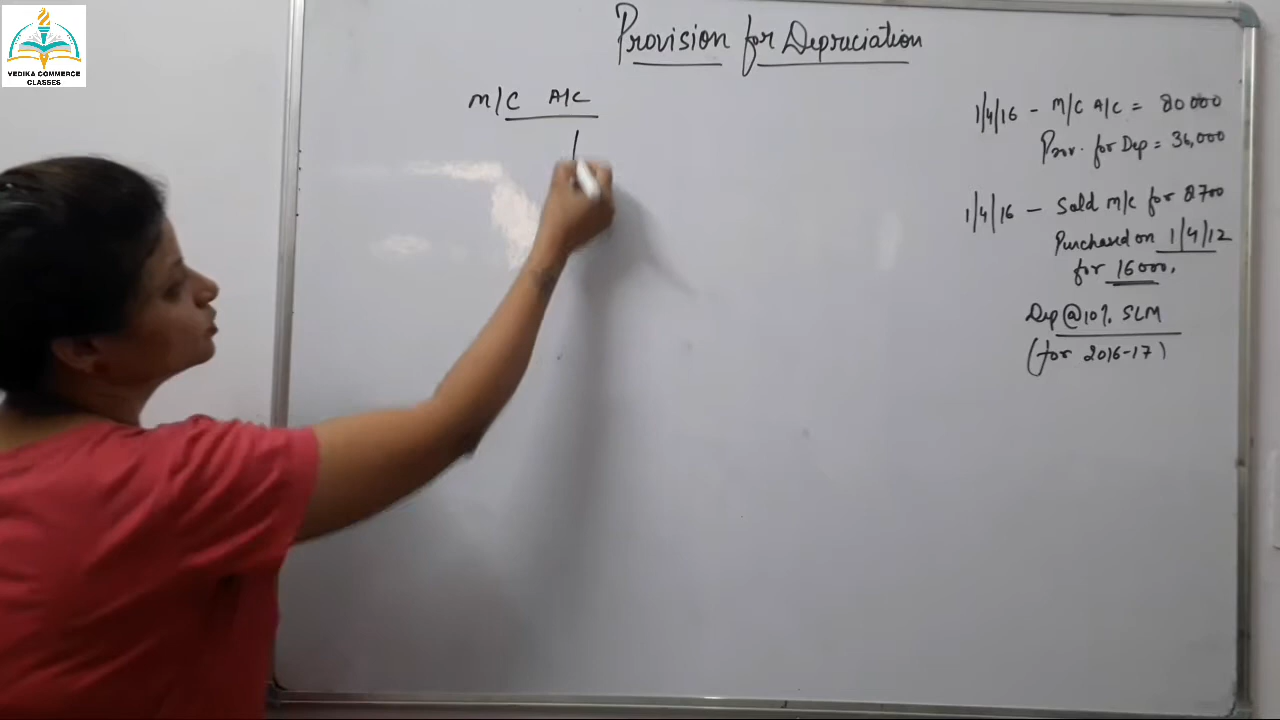 VEDIKA COMMERCE
CLASSES
Provision for Depreciation
M/C A/C
1/4/16 - M/C A/C = 80000
Prov. for Dep = 36,000
1/4/16 - Sold m/c for 8700
Purchased on 1/4/12
for 16000.
Dep @ 10% SLM
(for 2016-17)